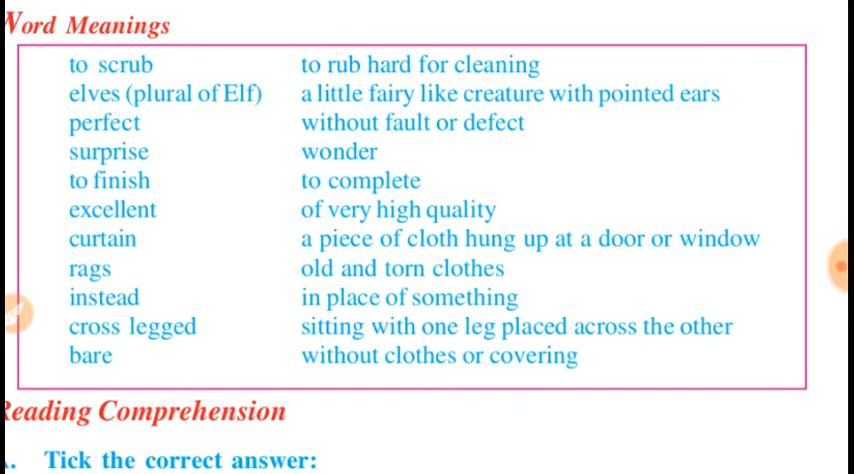 Word Meanings
to scrub to rub hard for cleaning
elves (plural of Elf) a little fairy like creature with pointed ears
perfect without fault or defect
surprise wonder
to finish to complete
excellent of very high quality
curtain a piece of cloth hung up at a door or window
rags old and torn clothes
instead in place of something
cross legged sitting with one leg placed across the other
bare without clothes or covering
Reading Comprehension
Tick the correct answer: